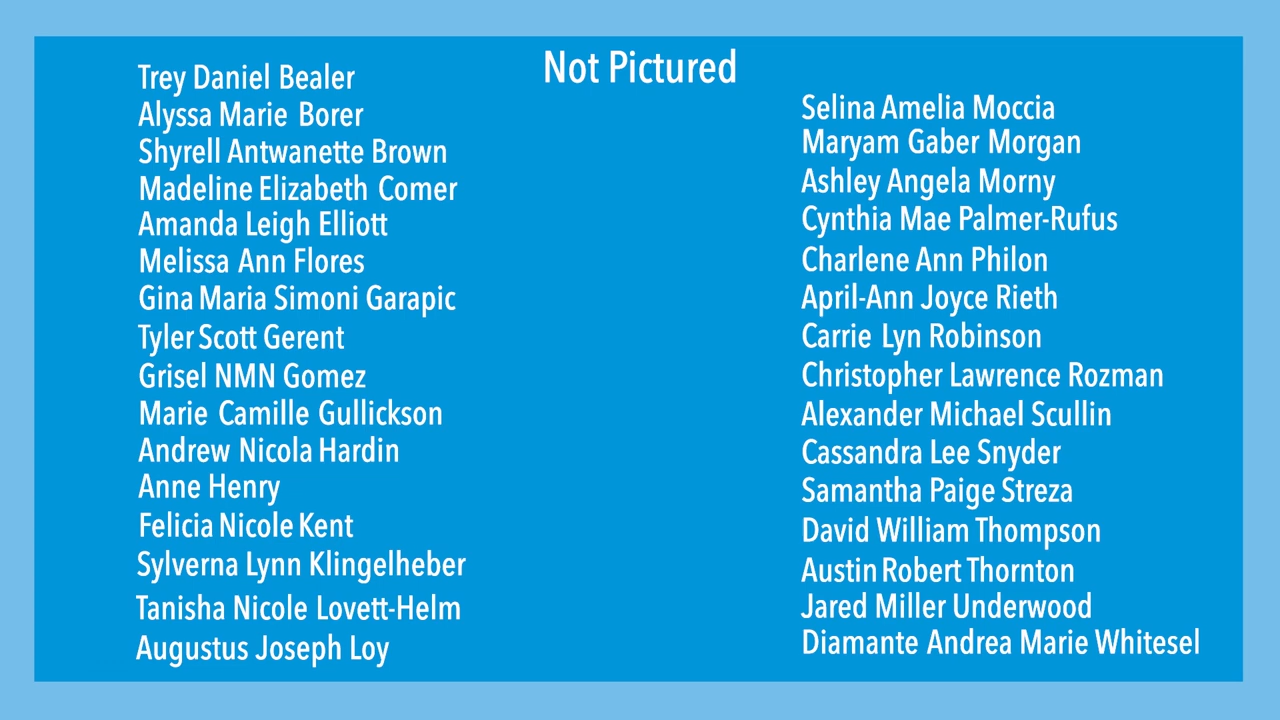 Not Pictured
Trey Daniel Bealer
Alyssa Marie Borer
Shyrell Antwanette Brown
Madeline Elizabeth Comer
Amanda Leigh Elliott
Melissa Ann Flores
Gina Maria Simoni Garapic
Tyler Scott Gerent
Grisel NMN Gomez
Marie Camille Gullickson
Andrew Nicola Hardin
Anne Henry
Felicia Nicole Kent
Sylverna Lynn Klingelheber
Tanisha Nicole Lovett-Helm
Augustus Joseph Loy
Selina Amelia Moccia
Maryam Gaber Morgan
Ashley Angela Morny
Cynthia Mae Palmer-Rufus
Charlene Ann Philon
April-Ann Joyce Rieth
Carrie Lyn Robinson
Christopher Lawrence Rozman
Alexander Michael Scullin
Cassandra Lee Snyder
Samantha Paige Streza
David William Thompson
Austin Robert Thornton
Jared Miller Underwood
Diamante Andrea Marie Whitesel